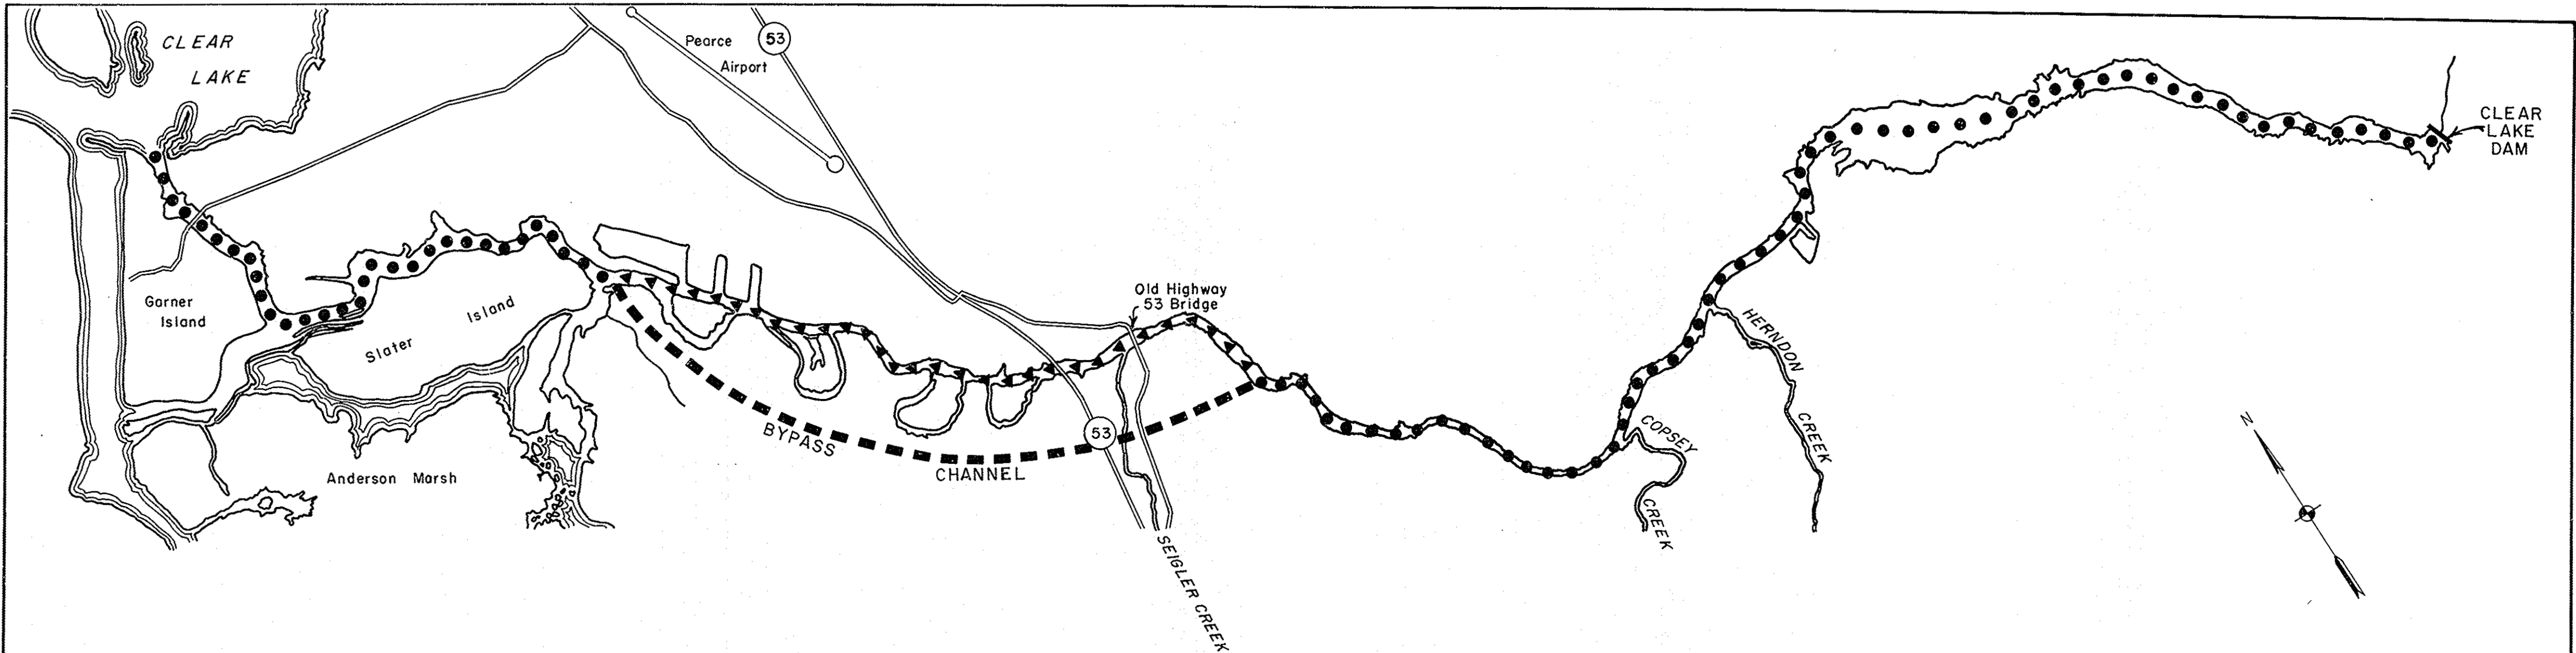 CLEAR
LAKE
Pearce
Airport
53
CLEAR
LAKE
DAM
Garner
Island
Slater Island
Old Highway
53 Bridge
HERNDON CREEK
BYPASS CHANNEL
53
COPSEY CREEK
Anderson Marsh
SEIGLER CREEK
N